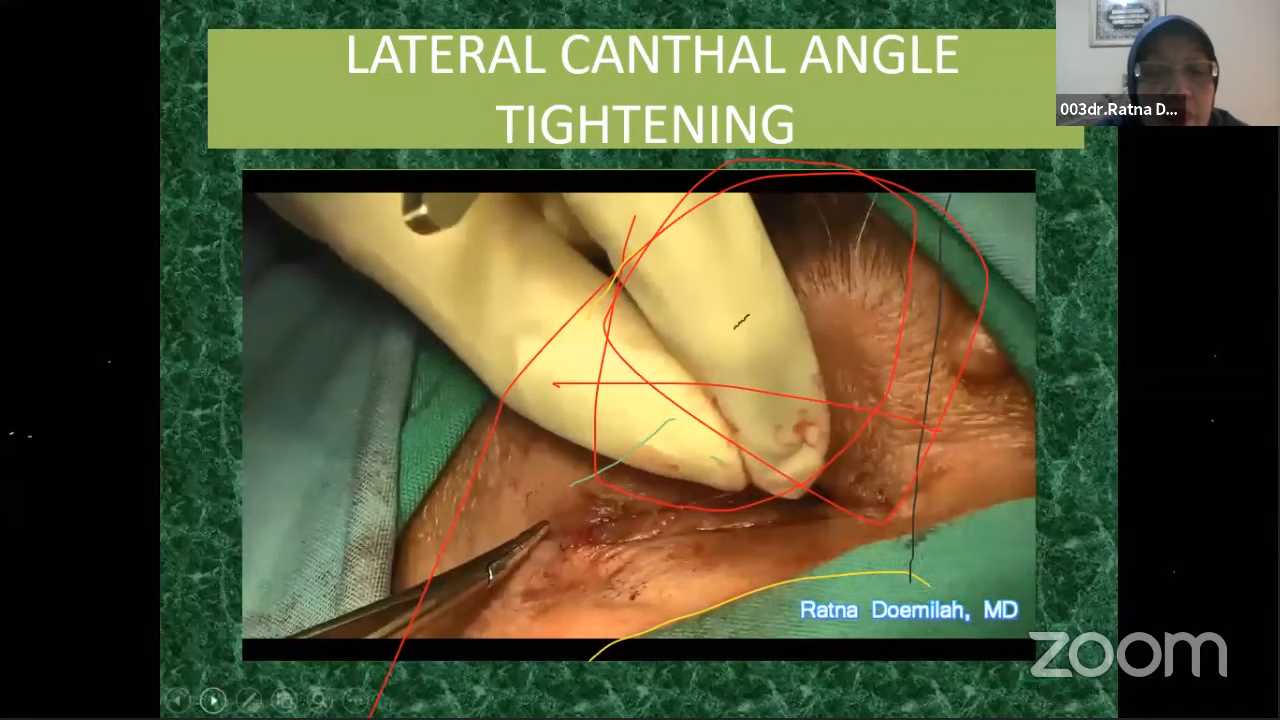 LATERAL CANTHAL ANGLE
TIGHTENING
003dr.Ratna D...
Ratna Doemilah, MD
zoom